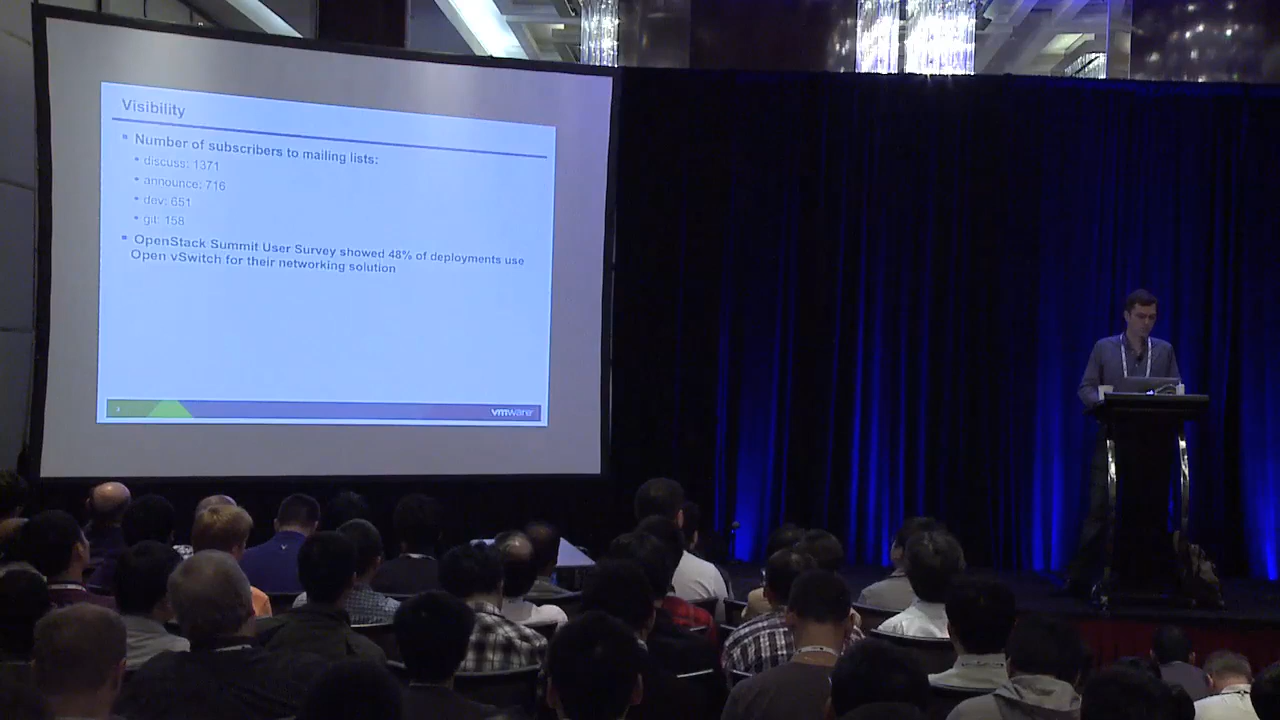 Visibility
Number of subscribers to mailing lists:
discuss: 1371
announce: 716
dev: 651
git: 158
OpenStack Summit User Survey showed 48% of deployments use
Open vSwitch for their networking solution
3
vmware